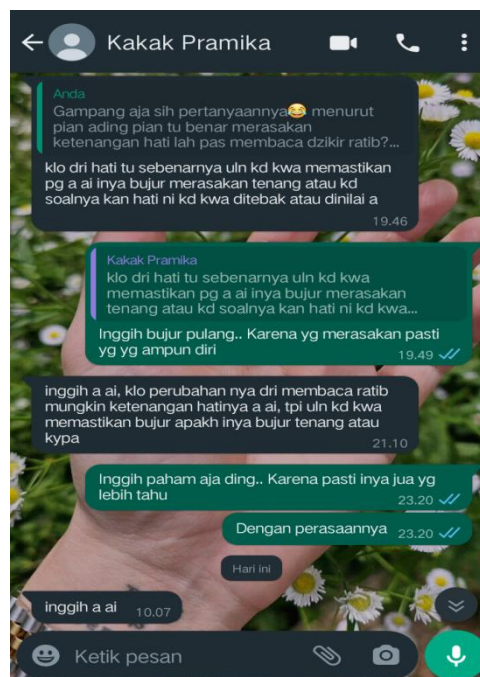 Kakak Pramika
Anda
Gampang aja sih pertanyaannya😂 menurut
pian ading pian tu benar merasakan
ketenangan hati lah pas membaca dzikir ratib?...
klo dri hati tu sebenarnya uln kd kwa memastikan
pg a ai inya bujur merasakan tenang atau kd
soalnya kan hati ni kd kwa ditebak atau dinilai a
19.46
Kakak Pramika
klo dri hati tu sebenarnya uln kd kwa
memastikan pg a ai inya bujur merasakan
tenang atau kd soalnya kan hati ni kd kwa...
Inggih bujur pulang.. Karena yg merasakan pasti
yg yg ampun diri
19.49
inggih a ai, klo perubahan nya dri membaca ratib
mungkin ketenangan hatinya a ai, tpi uln kd kwa
memastikan bujur apakh inya bujur tenang atau
kypa
21.10
Inggih paham aja ding.. Karena pasti inya jua yg
lebih tahu
23.20
Dengan perasaannya 23.20
Hari ini
inggih a ai 10.07
Ketik pesan